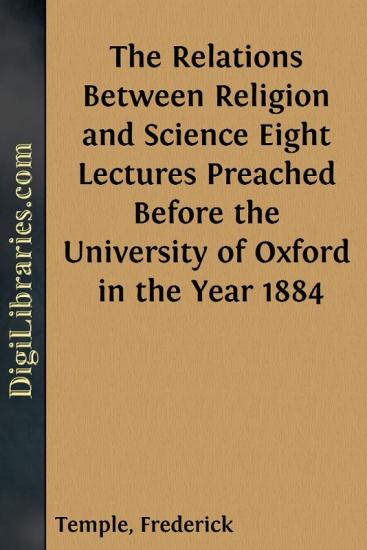 The Relations
Between Religion
and Science Eight
Lectures Preached
Before the
University of Oxford
in the Year 1884
DigiLibraries.com
Temple, Frederick